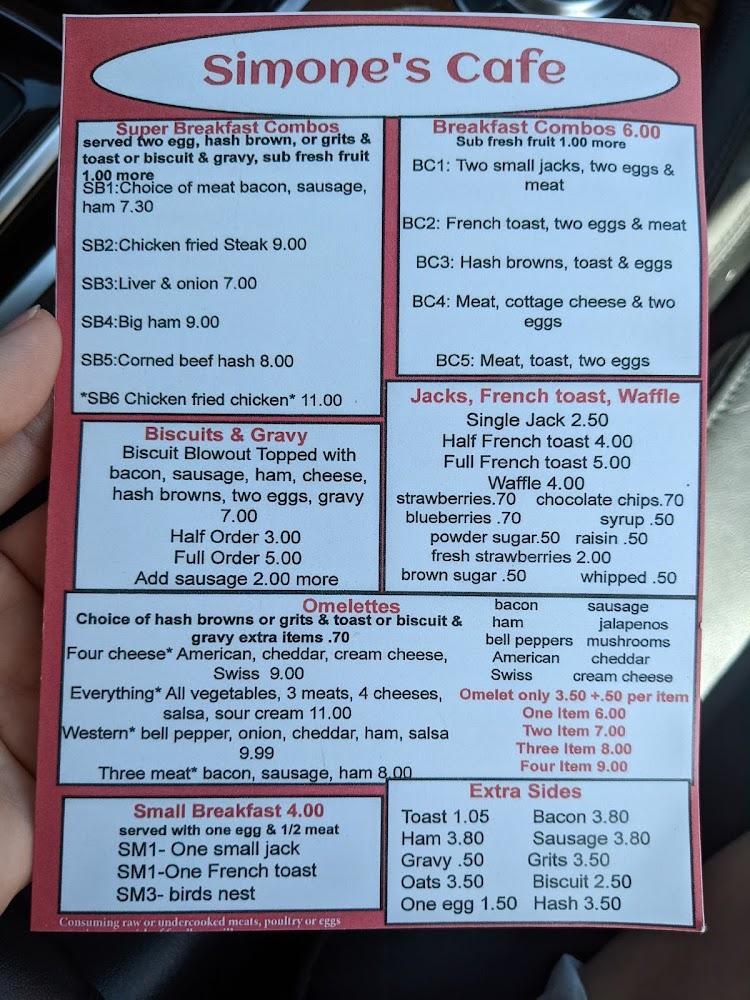 Simone's Cafe
Super Breakfast Combos
served two egg, hash brown, or grits &
toast or biscuit & gravy, sub fresh fruit
1.00 more
SB1:Choice of meat bacon, sausage,
ham 7.30
SB2:Chicken fried Steak 9.00
SB3:Liver & onion 7.00
SB4:Big ham 9.00
SB5:Corned beef hash 8.00
*SB6 Chicken fried chicken* 11.00
Breakfast Combos 6.00
Sub fresh fruit 1.00 more
BC1: Two small jacks, two eggs &
meat
BC2: French toast, two eggs & meat
BC3: Hash browns, toast & eggs
BC4: Meat, cottage cheese & two
eggs
BC5: Meat, toast, two eggs
Biscuits & Gravy
Biscuit Blowout Topped with
bacon, sausage, ham, cheese,
hash browns, two eggs, gravy
7.00
Half Order 3.00
Full Order 5.00
Add sausage 2.00 more
Jacks, French toast, Waffle
Single Jack 2.50
Half French toast 4.00
Full French toast 5.00
Waffle 4.00
strawberries.70 chocolate chips.70
blueberries .70 syrup .50
powder sugar.50 raisin .50
fresh strawberries 2.00
brown sugar .50 whipped .50
Omelettes
Choice of hash browns or grits & toast or biscuit &
gravy extra items .70
Four cheese* American, cheddar, cream cheese,
Swiss 9.00
Everything* All vegetables, 3 meats, 4 cheeses,
salsa, sour cream 11.00
Western* bell pepper, onion, cheddar, ham, salsa
9.99
Three meat* bacon, sausage, ham 8.00
bacon sausage
ham jalapenos
bell peppers mushrooms
American cheddar
Swiss cream cheese
Omelet only 3.50 +.50 per item
One Item 6.00
Two Item 7.00
Three Item 8.00
Four Item 9.00
Small Breakfast 4.00
served with one egg & 1/2 meat
SM1- One small jack
SM1-One French toast
SM3- birds nest
Extra Sides
Toast 1.05 Bacon 3.80
Ham 3.80 Sausage 3.80
Gravy .50 Grits 3.50
Oats 3.50 Biscuit 2.50
One egg 1.50 Hash 3.50
Consuming raw or undercooked meats, poultry or eggs